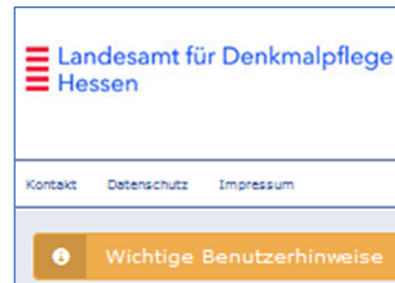 Landesamt für Denkmalpflege
Hessen
Kontakt Datenschutz Impressum
Wichtige Benutzerhinweise